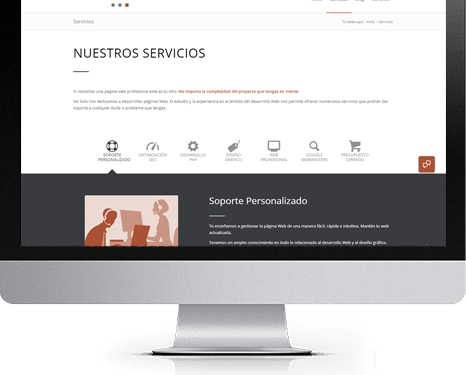 Servicios
Tu estás aquí: Inicio / Servicios
NUESTROS SERVICIOS
Si necesitas una página web profesional este es tu sitio. No importa la complejidad del proyecto que tengas en mente.
No Sólo nos dedicamos a desarrollar páginas Web. El estudio y la experiencia en el ámbito del desarrollo Web nos permite ofrecer numerosos servicios que podrán dar
soporte a cualquier duda o problema que tengas.
SOPORTE PERSONALIZADO
OPTIMIZACIÓN SEO
DESARROLLO PHP
DISEÑO GRÁFICO
WEB PROFESIONAL
GOOGLE WEBMASTERS
PRESUPUESTO CERRADO
Soporte Personalizado
Te enseñamos a gestionar la página Web de una manera fácil, rápida e intuitiva. Mantén tu web
actualizada.
Tenemos un amplio conocimiento en todo lo relacionado al desarrollo Web y al diseño gráfico.